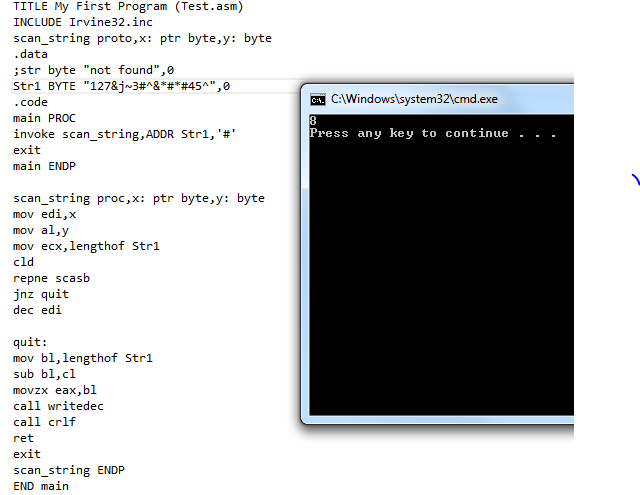 TITLE My First Program (Test.asm)
INCLUDE Irvine32.inc
scan_string proto,x: ptr byte,y: byte
.data
;str byte "not found",0
Str1 BYTE "127&j~3#^&*#*#45^",0
.code
main PROC
invoke scan_string,ADDR Str1,'#'
exit
main ENDP
scan_string proc,x: ptr byte,y: byte
mov edi,x
mov al,y
mov ecx,lengthof Str1
cld
repne scasb
jnz quit
dec edi
quit:
mov bl,lengthof Str1
sub bl,cl
movzx eax,bl
call writedec
call crlf
ret
exit
scan_string ENDP
END main
C:\Windows\system32\cmd.exe
8
Press any key to continue . . .